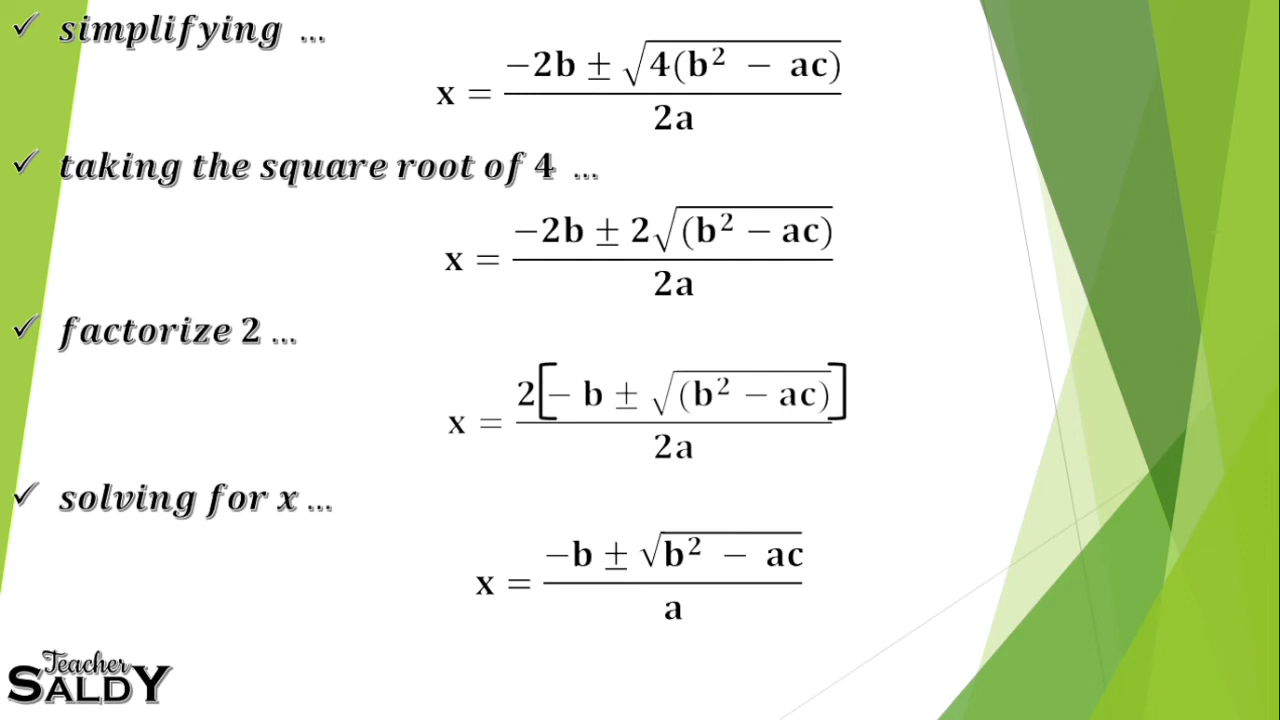 ✓ simplifying ...
x = (−2b ± √(4(b² − ac))) / 2a
✓ taking the square root of 4 ...
x = (−2b ± 2√((b² − ac))) / 2a
✓ factorize 2 ...
x = 2[− b ± √((b² − ac))] / 2a
✓ solving for x ...
x = (−b ± √(b² − ac)) / a
Teacher
SALDY